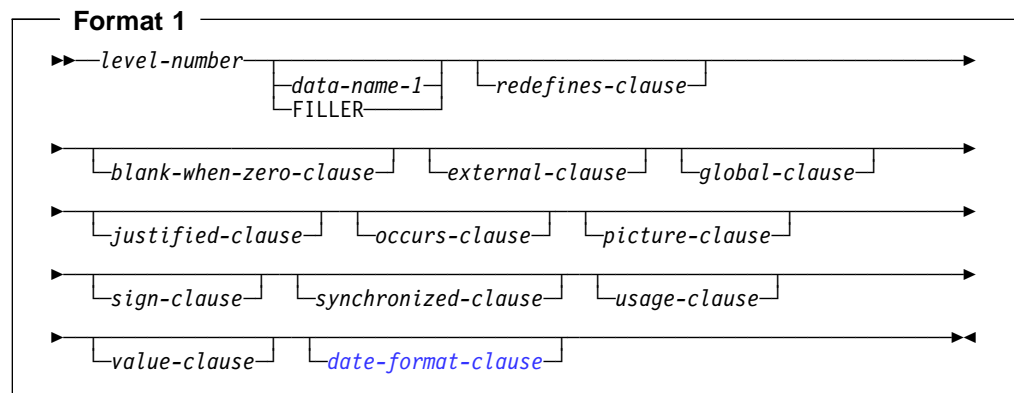 Format 1
level-number data-name-1 redefines-clause
FILLER
blank-when-zero-clause external-clause global-clause
justified-clause occurs-clause picture-clause
sign-clause synchronized-clause usage-clause
value-clause date-format-clause